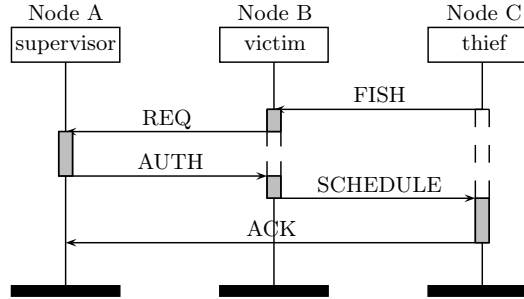 Node A Node B Node C
supervisor victim thief
FISH
REQ
AUTH
SCHEDULE
ACK